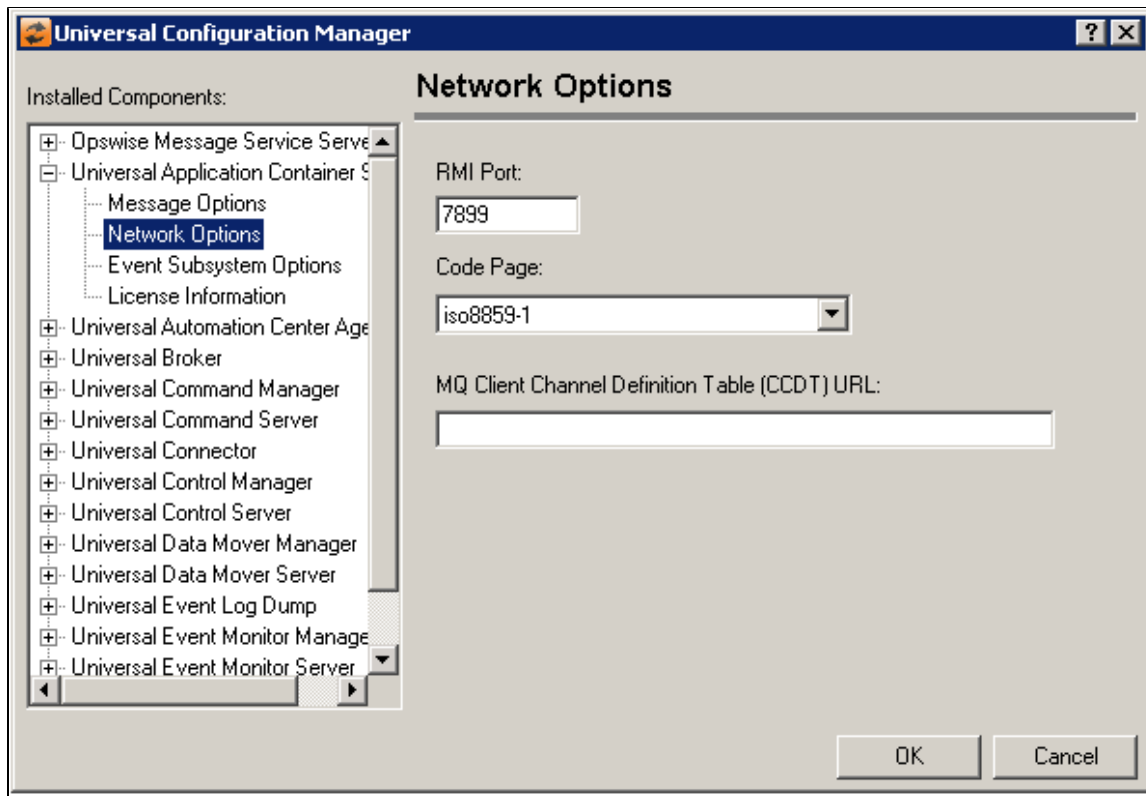 Universal Configuration Manager
Installed Components:
Opswise Message Service Serve
Universal Application Container S
Message Options
Network Options
Event Subsystem Options
License Information
Universal Automation Center Age
Universal Broker
Universal Command Manager
Universal Command Server
Universal Connector
Universal Control Manager
Universal Control Server
Universal Data Mover Manager
Universal Data Mover Server
Universal Event Log Dump
Universal Event Monitor Manage
Universal Event Monitor Server
Network Options
RMI Port:
7899
Code Page:
iso8859-1
MQ Client Channel Definition Table (CCDT) URL:
OK
Cancel